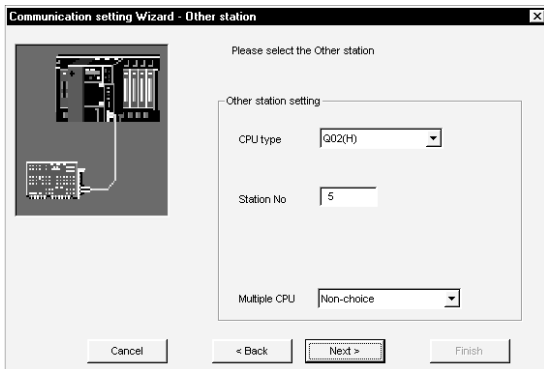 Communication setting Wizard - Other station
Please select the Other station
Other station setting
CPU type
Q02(H)
Station No
5
Multiple CPU
Non-choice
Cancel
< Back
Next >
Finish